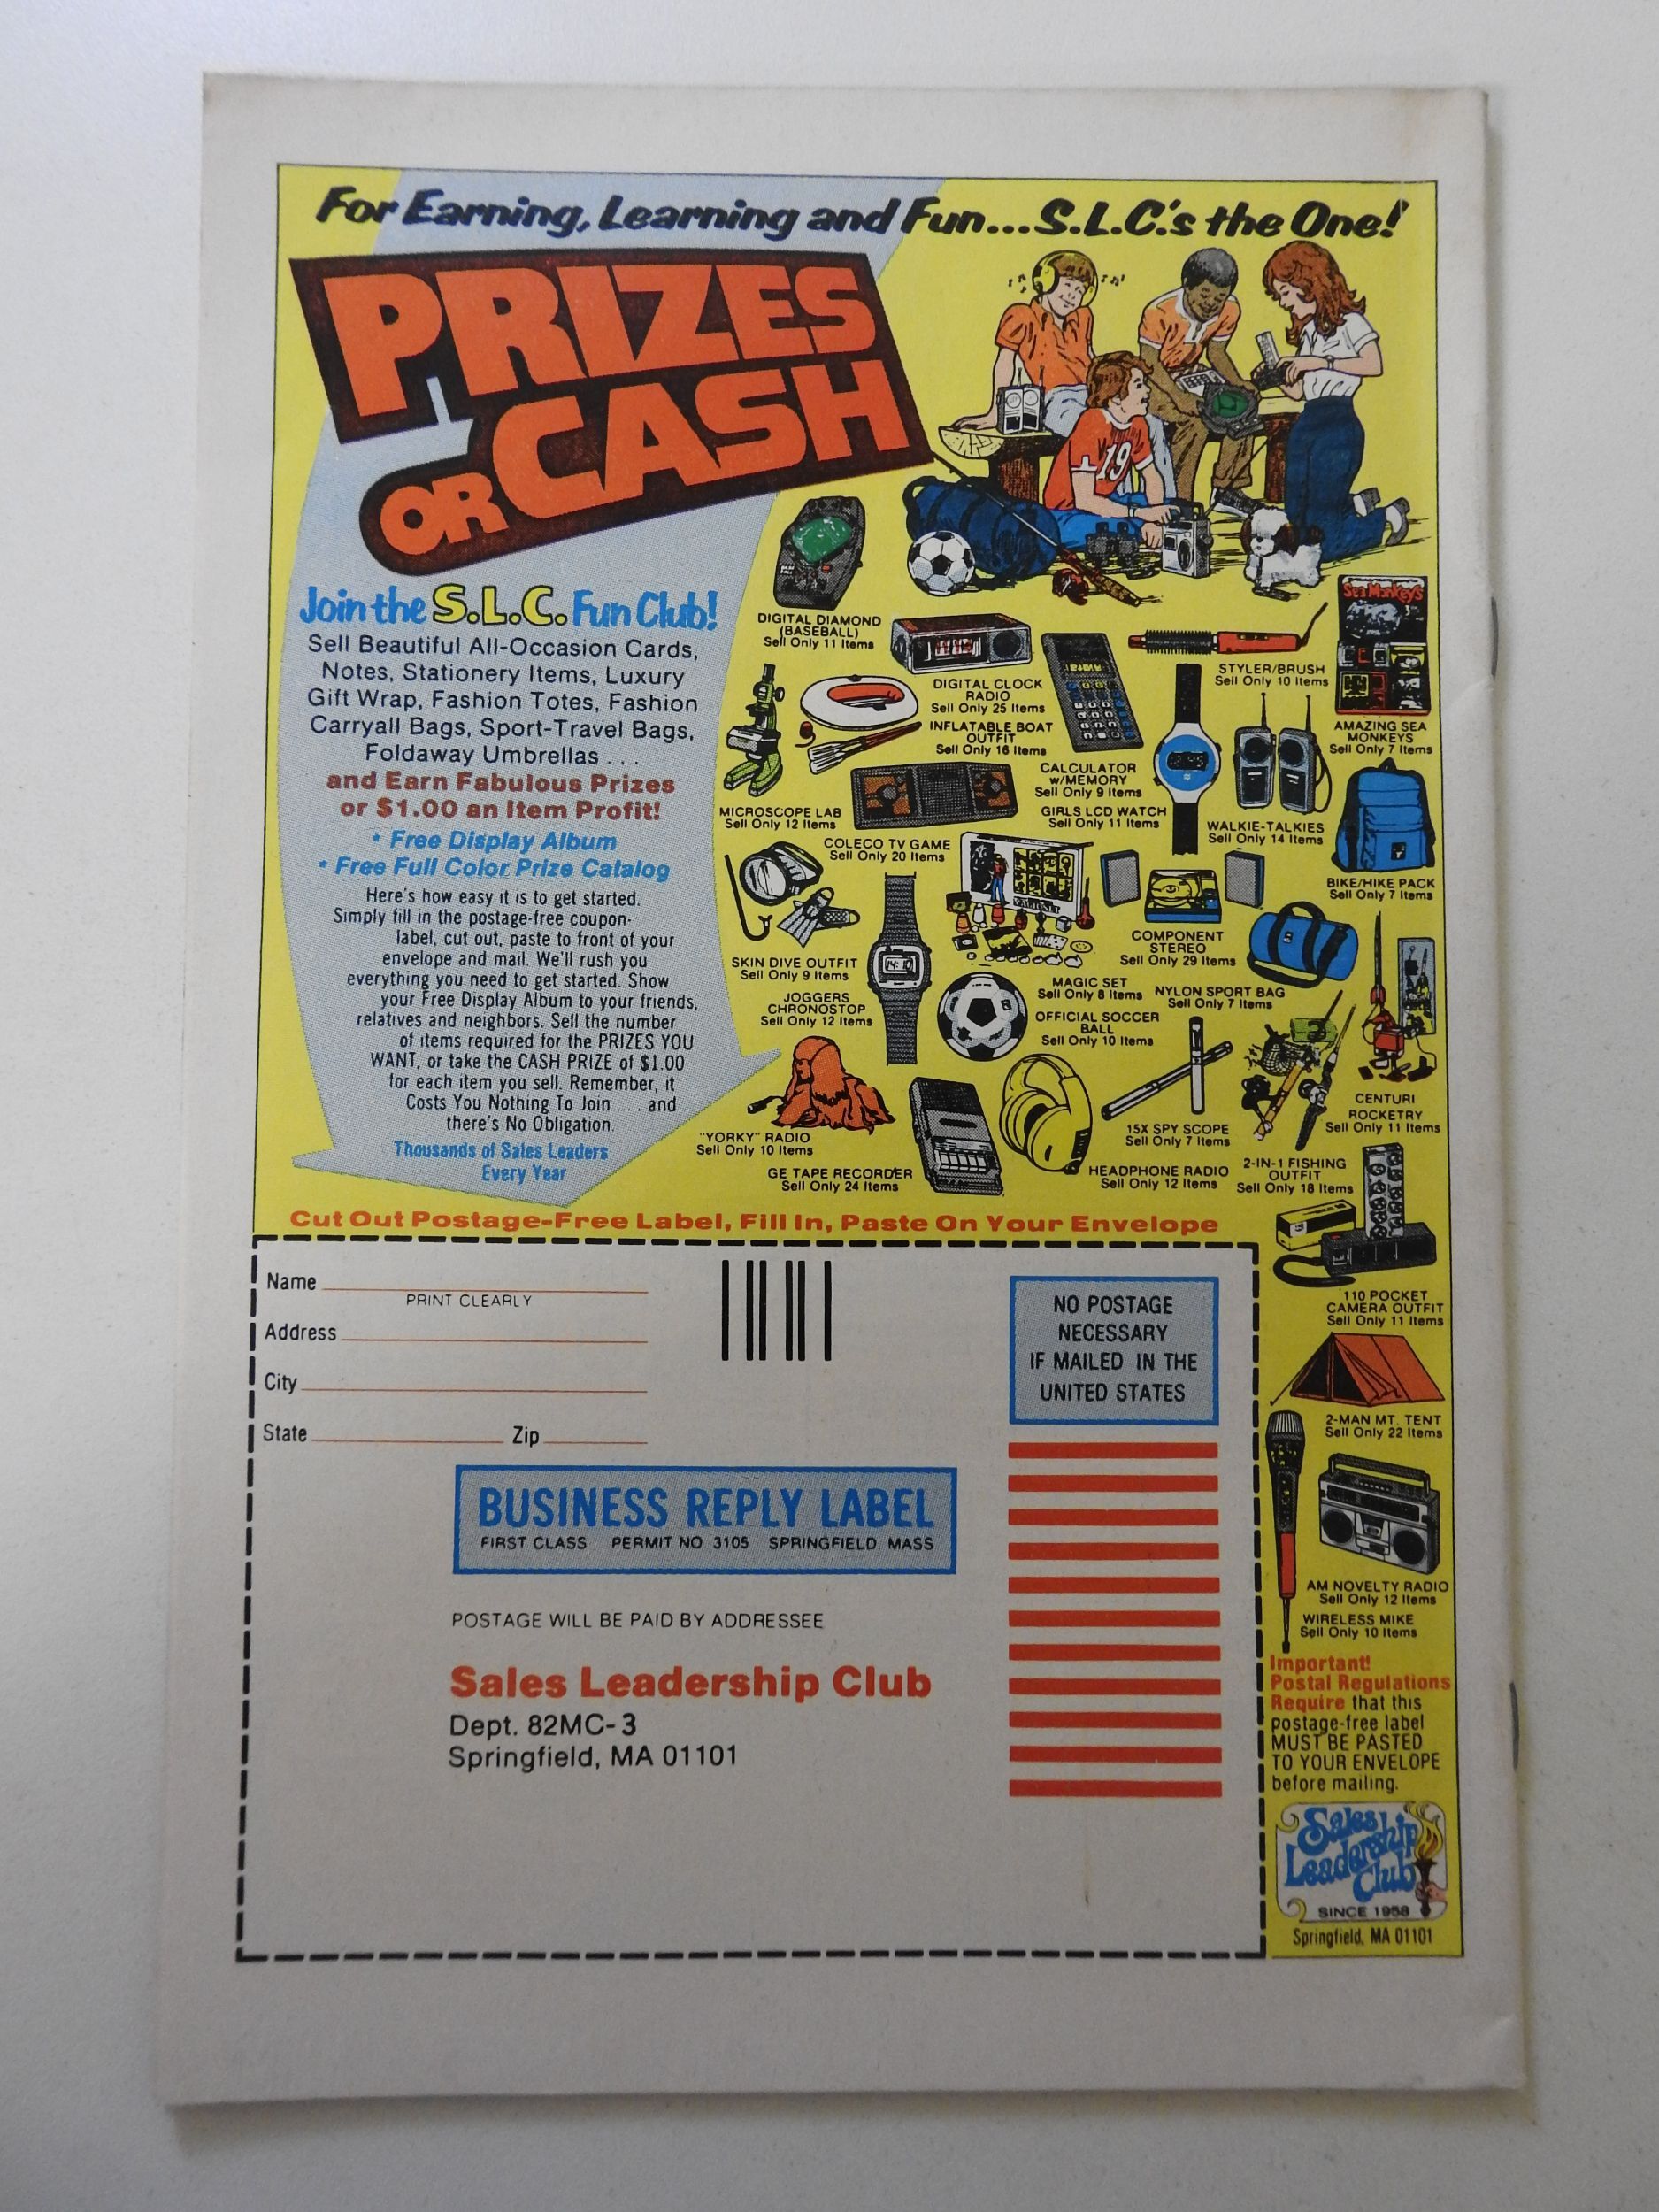 For Earning, Learning and Fun...S.L.C.'s the One!
PRIZES
OR CASH
Join the S.L.C. Fun Club!
Sell Beautiful All-Occasion Cards,
Notes, Stationery Items, Luxury
Gift Wrap, Fashion Totes, Fashion
Carryall Bags, Sport-Travel Bags,
Foldaway Umbrellas . . .
and Earn Fabulous Prizes
or $1.00 an Item Profit!
* Free Display Album
* Free Full Color Prize Catalog
Here's how easy it is to get started.
Simply fill in the postage-free coupon-
label, cut out, paste to front of your
envelope and mail. We'll rush you
everything you need to get started. Show
your Free Display Album to your friends,
relatives and neighbors. Sell the number
of items required for the PRIZES YOU
WANT, or take the CASH PRIZE of $1.00
for each item you sell. Remember, it
Costs You Nothing To Join . . . and
there's No Obligation.
Thousands of Sales Leaders
Every Year
19
DIGITAL DIAMOND
(BASEBALL)
Sell Only 11 Items
DIGITAL CLOCK
RADIO
Sell Only 25 Items
STYLER/BRUSH
Sell Only 10 Items
Sea Monkeys
AMAZING SEA
MONKEYS
Sell Only 7 Items
INFLATABLE BOAT
OUTFIT
Sell Only 16 Items
CALCULATOR
w/MEMORY
Sell Only 9 Items
MICROSCOPE LAB
Sell Only 12 Items
GIRLS LCD WATCH
Sell Only 11 Items
WALKIE-TALKIES
Sell Only 14 Items
COLECO TV GAME
Sell Only 20 Items
BIKE/HIKE PACK
Sell Only 7 Items
MAGIC SET
COMPONENT
STEREO
Sell Only 29 Items
SKIN DIVE OUTFIT
Sell Only 9 Items
14:10
MAGIC SET
Sell Only 8 Items
NYLON SPORT BAG
Sell Only 7 Items
JOGGERS
CHRONOSTOP
Sell Only 12 Items
OFFICIAL SOCCER
BALL
Sell Only 10 Items
CENTURI
ROCKETRY
Sell Only 11 Items
"YORKY" RADIO
Sell Only 10 Items
15X SPY SCOPE
Sell Only 7 Items
GE TAPE RECORDER
Sell Only 24 Items
HEADPHONE RADIO
Sell Only 12 Items
2-IN-1 FISHING
OUTFIT
Sell Only 18 Items
110 POCKET
CAMERA OUTFIT
Sell Only 11 Items
2-MAN MT. TENT
Sell Only 22 Items
AM NOVELTY RADIO
Sell Only 12 Items
WIRELESS MIKE
Sell Only 10 Items
Important!
Postal Regulations
Require that this
postage-free label
MUST BE PASTED
TO YOUR ENVELOPE
before mailing.
Sales
Leadership
Club
SINCE 1958
Springfield, MA 01101
Cut Out Postage-Free Label, Fill In, Paste On Your Envelope
Name
PRINT CLEARLY
Address
City
State Zip
NO POSTAGE
NECESSARY
IF MAILED IN THE
UNITED STATES
BUSINESS REPLY LABEL
FIRST CLASS PERMIT NO 3105 SPRINGFIELD, MASS
POSTAGE WILL BE PAID BY ADDRESSEE
Sales Leadership Club
Dept. 82MC-3
Springfield, MA 01101